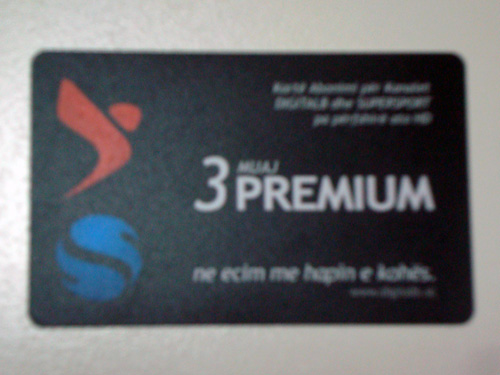 Kartë Abonimi për Kanalet
DIGITALB dhe SUPERSPORT
pa përfshirë ato HD
3 MUAJ
PREMIUM
ne ecim me hapin e kohës.